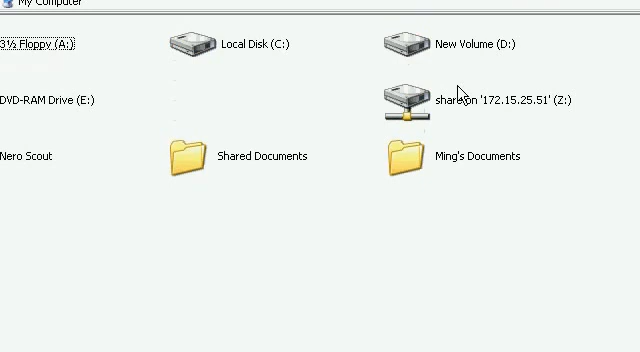 My Computer
3½ Floppy (A:)
Local Disk (C:)
New Volume (D:)
DVD-RAM Drive (E:)
share on '172.15.25.51' (Z:)
Nero Scout
Shared Documents
Ming's Documents